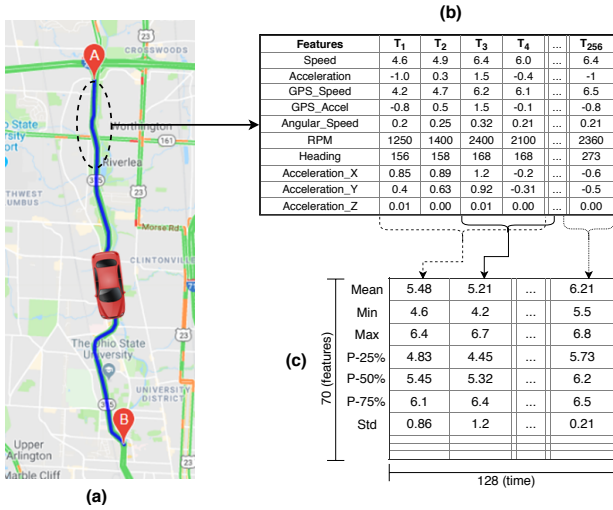 (b)
Features T1 T2 T3 T4 ... T256
Speed 4.6 4.9 6.4 6.0 ... 6.4
Acceleration -1.0 0.3 1.5 -0.4 ... -1
GPS_Speed 4.2 4.7 6.2 6.1 ... 6.5
GPS_Accel -0.8 0.5 1.5 -0.1 ... -0.8
Angular_Speed 0.2 0.25 0.32 0.21 ... 0.21
RPM 1250 1400 2400 2100 ... 2360
Heading 156 158 168 168 ... 273
Acceleration_X 0.85 0.89 1.2 -0.2 ... -0.6
Acceleration_Y 0.4 0.63 0.92 -0.31 ... -0.5
Acceleration_Z 0.01 0.00 0.01 0.00 ... 0.00
A
CROSSWOODS
23
Worthington
io State
ersity
port
Riverlea
315
THWEST
UMBUS
Morse Rd
CLINTONVILLE
71
The Ohio State
University
UNIVERSITY
DISTRICT
315
B
23
Upper
Arlington
Marble Cliff
(a)
(c)
70 (features)
Mean 5.48 5.21 ... 6.21
Min 4.6 4.2 ... 5.5
Max 6.4 6.7 ... 6.8
P-25% 4.83 4.45 ... 5.73
P-50% 5.45 5.32 ... 6.2
P-75% 6.1 6.4 ... 6.5
Std 0.86 1.2 ... 0.21
128 (time)